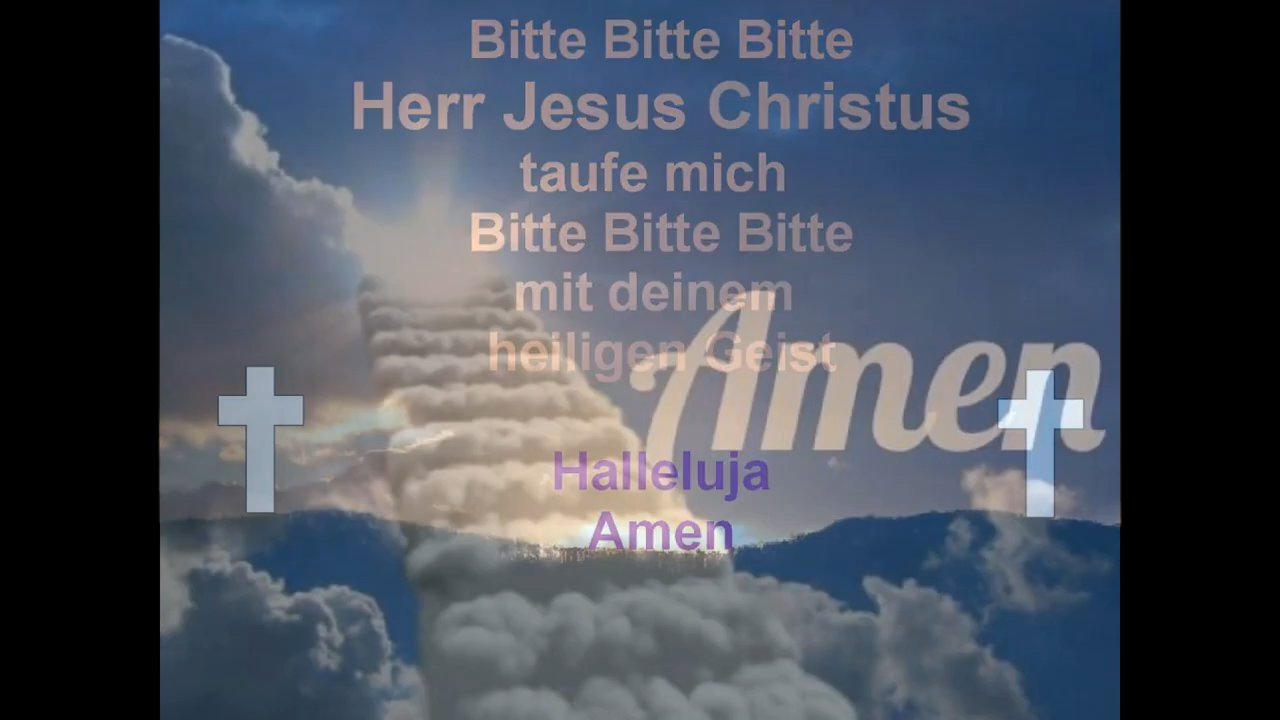 Bitte Bitte Bitte
Herr Jesus Christus
taufe mich
Bitte Bitte Bitte
mit deinem
heiligen Geist
Amen
Halleluja
Amen